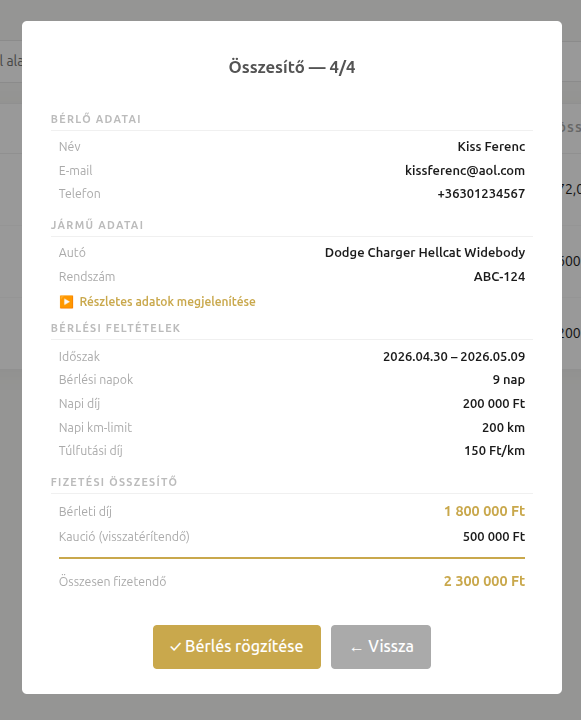 Összesítő — 4/4
BÉRLŐ ADATAI
Név Kiss Ferenc
E-mail kissferenc@aol.com
Telefon +36301234567
JÁRMŰ ADATAI
Autó Dodge Charger Hellcat Widebody
Rendszám ABC-124
▶ Részletes adatok megjelenítése
BÉRLÉSI FELTÉTELEK
Időszak 2026.04.30 – 2026.05.09
Bérlési napok 9 nap
Napi díj 200 000 Ft
Napi km-limit 200 km
Túlfutási díj 150 Ft/km
FIZETÉSI ÖSSZESÍTŐ
Bérleti díj 1 800 000 Ft
Kaució (visszatérítendő) 500 000 Ft
Összesen fizetendő 2 300 000 Ft
✓ Bérlés rögzítése ← Vissza